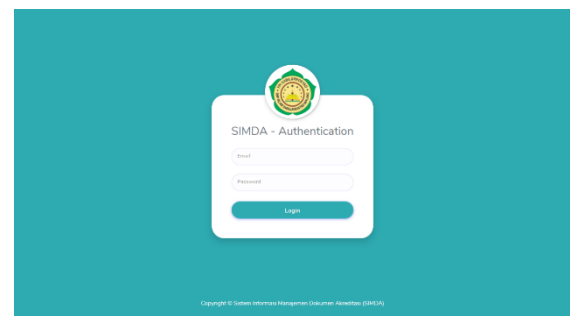 SIMDA - Authentication
Email
Password
Login
Copyright © Sistem Informasi Manajemen Dokumen Akreditasi (SIMDA)